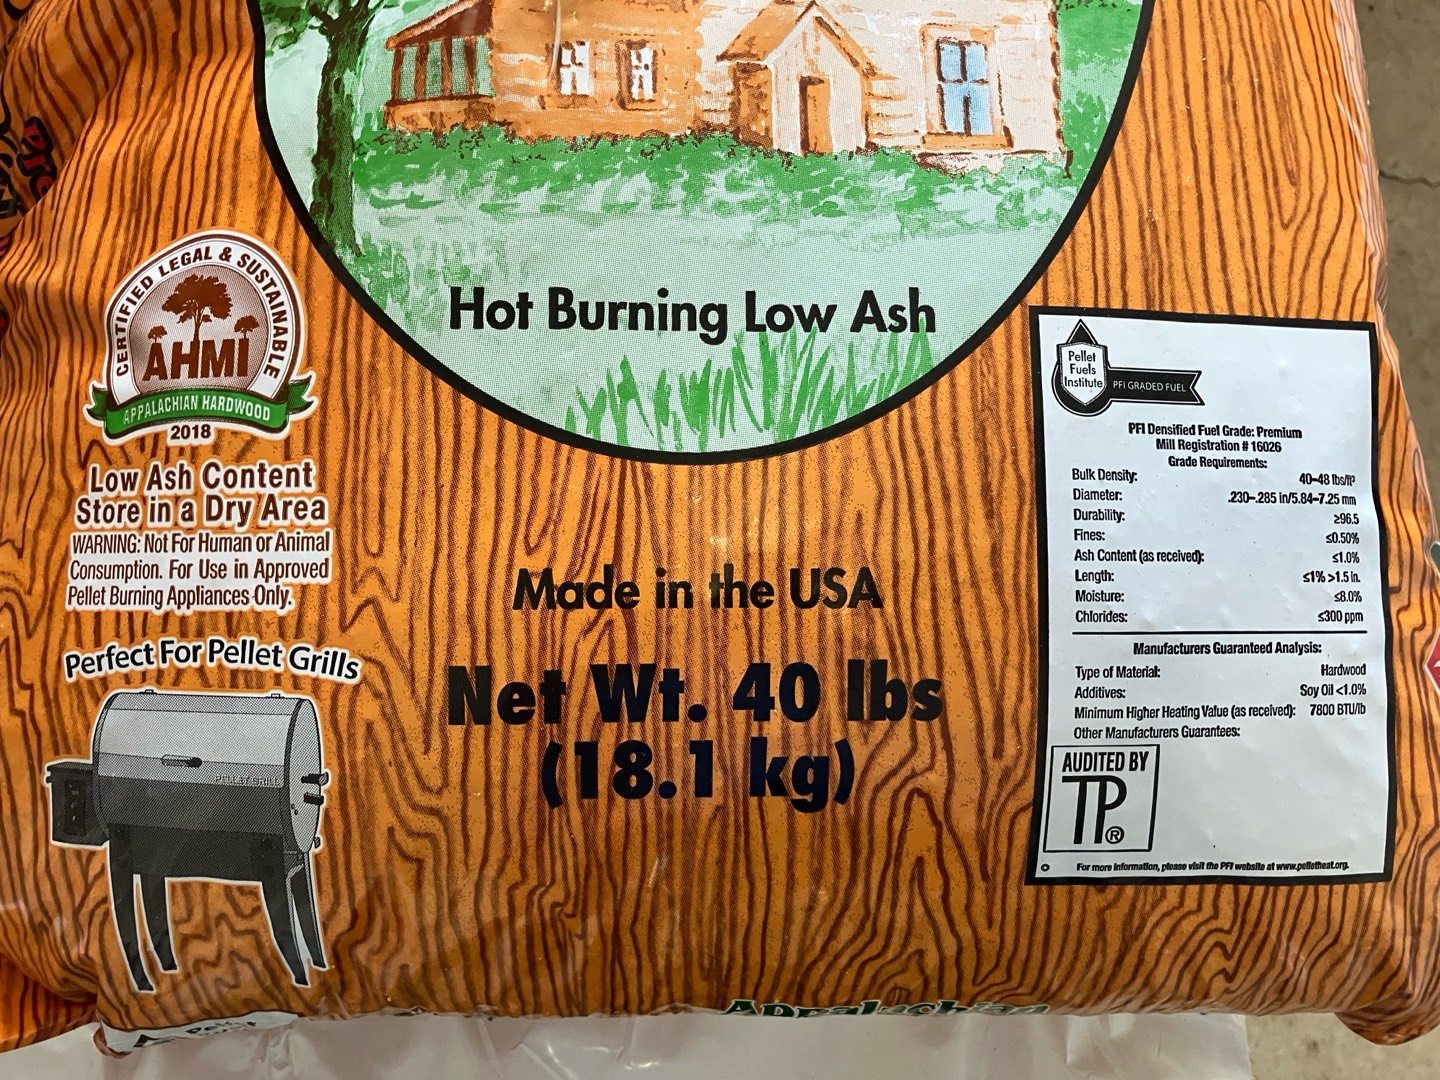 Hot Burning Low Ash
CERTIFIED LEGAL & SUSTAINABLE
AHMI
APPALACHIAN HARDWOOD
2018
Low Ash Content
Store in a Dry Area
WARNING: Not For Human or Animal
Consumption. For Use in Approved
Pellet Burning Appliances Only.
Perfect For Pellet Grills
PELLET GRILL
Made in the USA
Net Wt. 40 lbs
(18.1 kg)
Pellet
Fuels
Institute
PFI GRADED FUEL
PFI Densified Fuel Grade: Premium
Mill Registration # 16026
Grade Requirements:
Bulk Density: 40–48 lbs/ft³
Diameter: .230–.285 in/5.84–7.25 mm
Durability: ≥96.5
Fines: ≤0.50%
Ash Content (as received): ≤1.0%
Length: ≤1% >1.5 in.
Moisture: ≤8.0%
Chlorides: ≤300 ppm
Manufacturers Guaranteed Analysis:
Type of Material: Hardwood
Additives: Soy Oil <1.0%
Minimum Higher Heating Value (as received): 7800 BTU/lb
Other Manufacturers Guarantees:
AUDITED BY
TP®
For more information, please visit the PFI website at www.pelletheat.org.
Appalachian